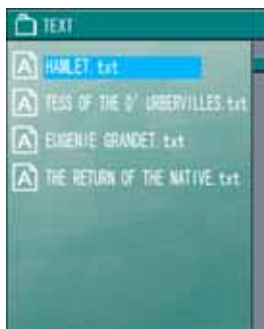 TEXT
A HAMLET.txt
A TESS OF THE D' URBERVILLES.txt
A EUGENIE GRANDET.txt
A THE RETURN OF THE NATIVE.txt